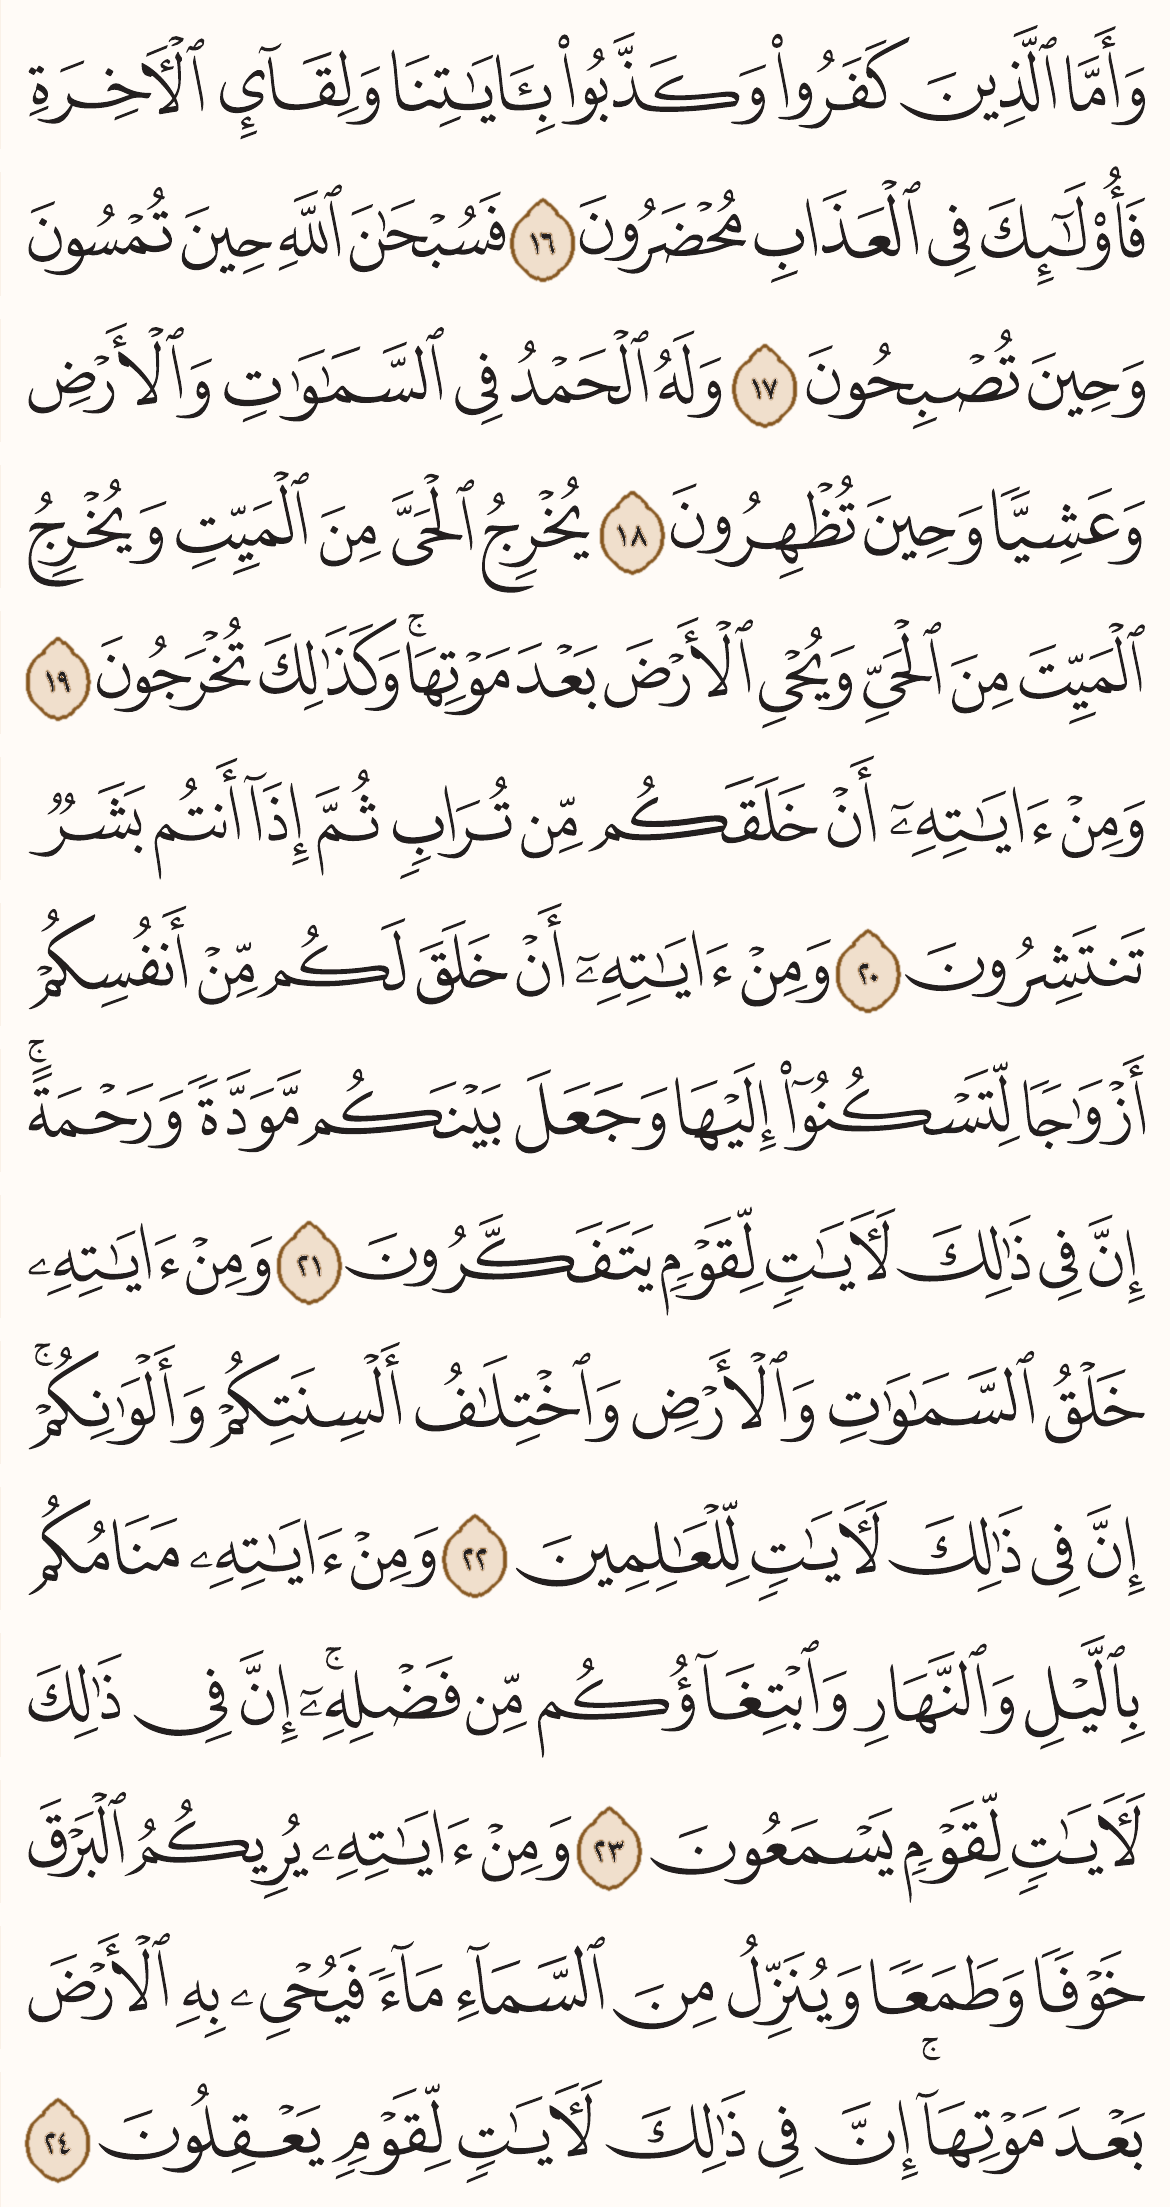 وَأَمَّا ٱلَّذِينَ كَفَرُوا۟ وَكَذَّبُوا۟ بِـَٔايَٰتِنَا وَلِقَآئِ ٱلْأَخِرَةِ
فَأُو۟لَٰٓئِكَ فِى ٱلْعَذَابِ مُحْضَرُونَ ١٦ فَسُبْحَٰنَ ٱللَّهِ حِينَ تُمْسُونَ
وَحِينَ تُصْبِحُونَ ١٧ وَلَهُ ٱلْحَمْدُ فِى ٱلسَّمَٰوَٰتِ وَٱلْأَرْضِ
وَعَشِيًّا وَحِينَ تُظْهِرُونَ ١٨ يُخْرِجُ ٱلْحَىَّ مِنَ ٱلْمَيِّتِ وَيُخْرِجُ
ٱلْمَيِّتَ مِنَ ٱلْحَىِّ وَيُحْىِ ٱلْأَرْضَ بَعْدَ مَوْتِهَا ۚ وَكَذَٰلِكَ تُخْرَجُونَ ١٩
وَمِنْ ءَايَٰتِهِۦٓ أَنْ خَلَقَكُم مِّن تُرَابٍ ثُمَّ إِذَآ أَنتُم بَشَرٌ
تَنتَشِرُونَ ٢٠ وَمِنْ ءَايَٰتِهِۦٓ أَنْ خَلَقَ لَكُم مِّنْ أَنفُسِكُمْ
أَزْوَٰجًا لِّتَسْكُنُوٓا۟ إِلَيْهَا وَجَعَلَ بَيْنَكُم مَّوَدَّةً وَرَحْمَةً ۚ
إِنَّ فِى ذَٰلِكَ لَأَيَٰتٍ لِّقَوْمٍ يَتَفَكَّرُونَ ٢١ وَمِنْ ءَايَٰتِهِۦ
خَلْقُ ٱلسَّمَٰوَٰتِ وَٱلْأَرْضِ وَٱخْتِلَٰفُ أَلْسِنَتِكُمْ وَأَلْوَٰنِكُمْ ۚ
إِنَّ فِى ذَٰلِكَ لَأَيَٰتٍ لِّلْعَٰلِمِينَ ٢٢ وَمِنْ ءَايَٰتِهِۦ مَنَامُكُم
بِٱلَّيْلِ وَٱلنَّهَارِ وَٱبْتِغَآؤُكُم مِّن فَضْلِهِۦٓ ۚ إِنَّ فِى ذَٰلِكَ
لَأَيَٰتٍ لِّقَوْمٍ يَسْمَعُونَ ٢٣ وَمِنْ ءَايَٰتِهِۦ يُرِيكُمُ ٱلْبَرْقَ
خَوْفًا وَطَمَعًا وَيُنَزِّلُ مِنَ ٱلسَّمَآءِ مَآءً فَيُحْىِۦ بِهِ ٱلْأَرْضَ
بَعْدَ مَوْتِهَآ ۚ إِنَّ فِى ذَٰلِكَ لَأَيَٰتٍ لِّقَوْمٍ يَعْقِلُونَ ٢٤